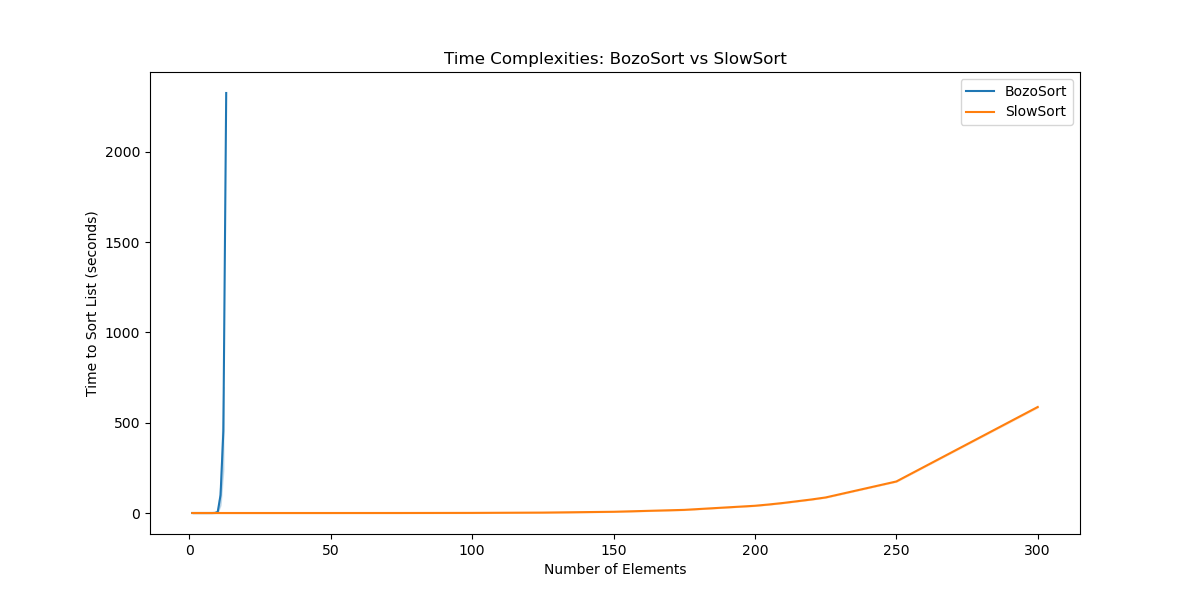 Time Complexities: BozoSort vs SlowSort
BozoSort
SlowSort
Time to Sort List (seconds)
2000
1500
1000
500
0
0 50 100 150 200 250 300
Number of Elements